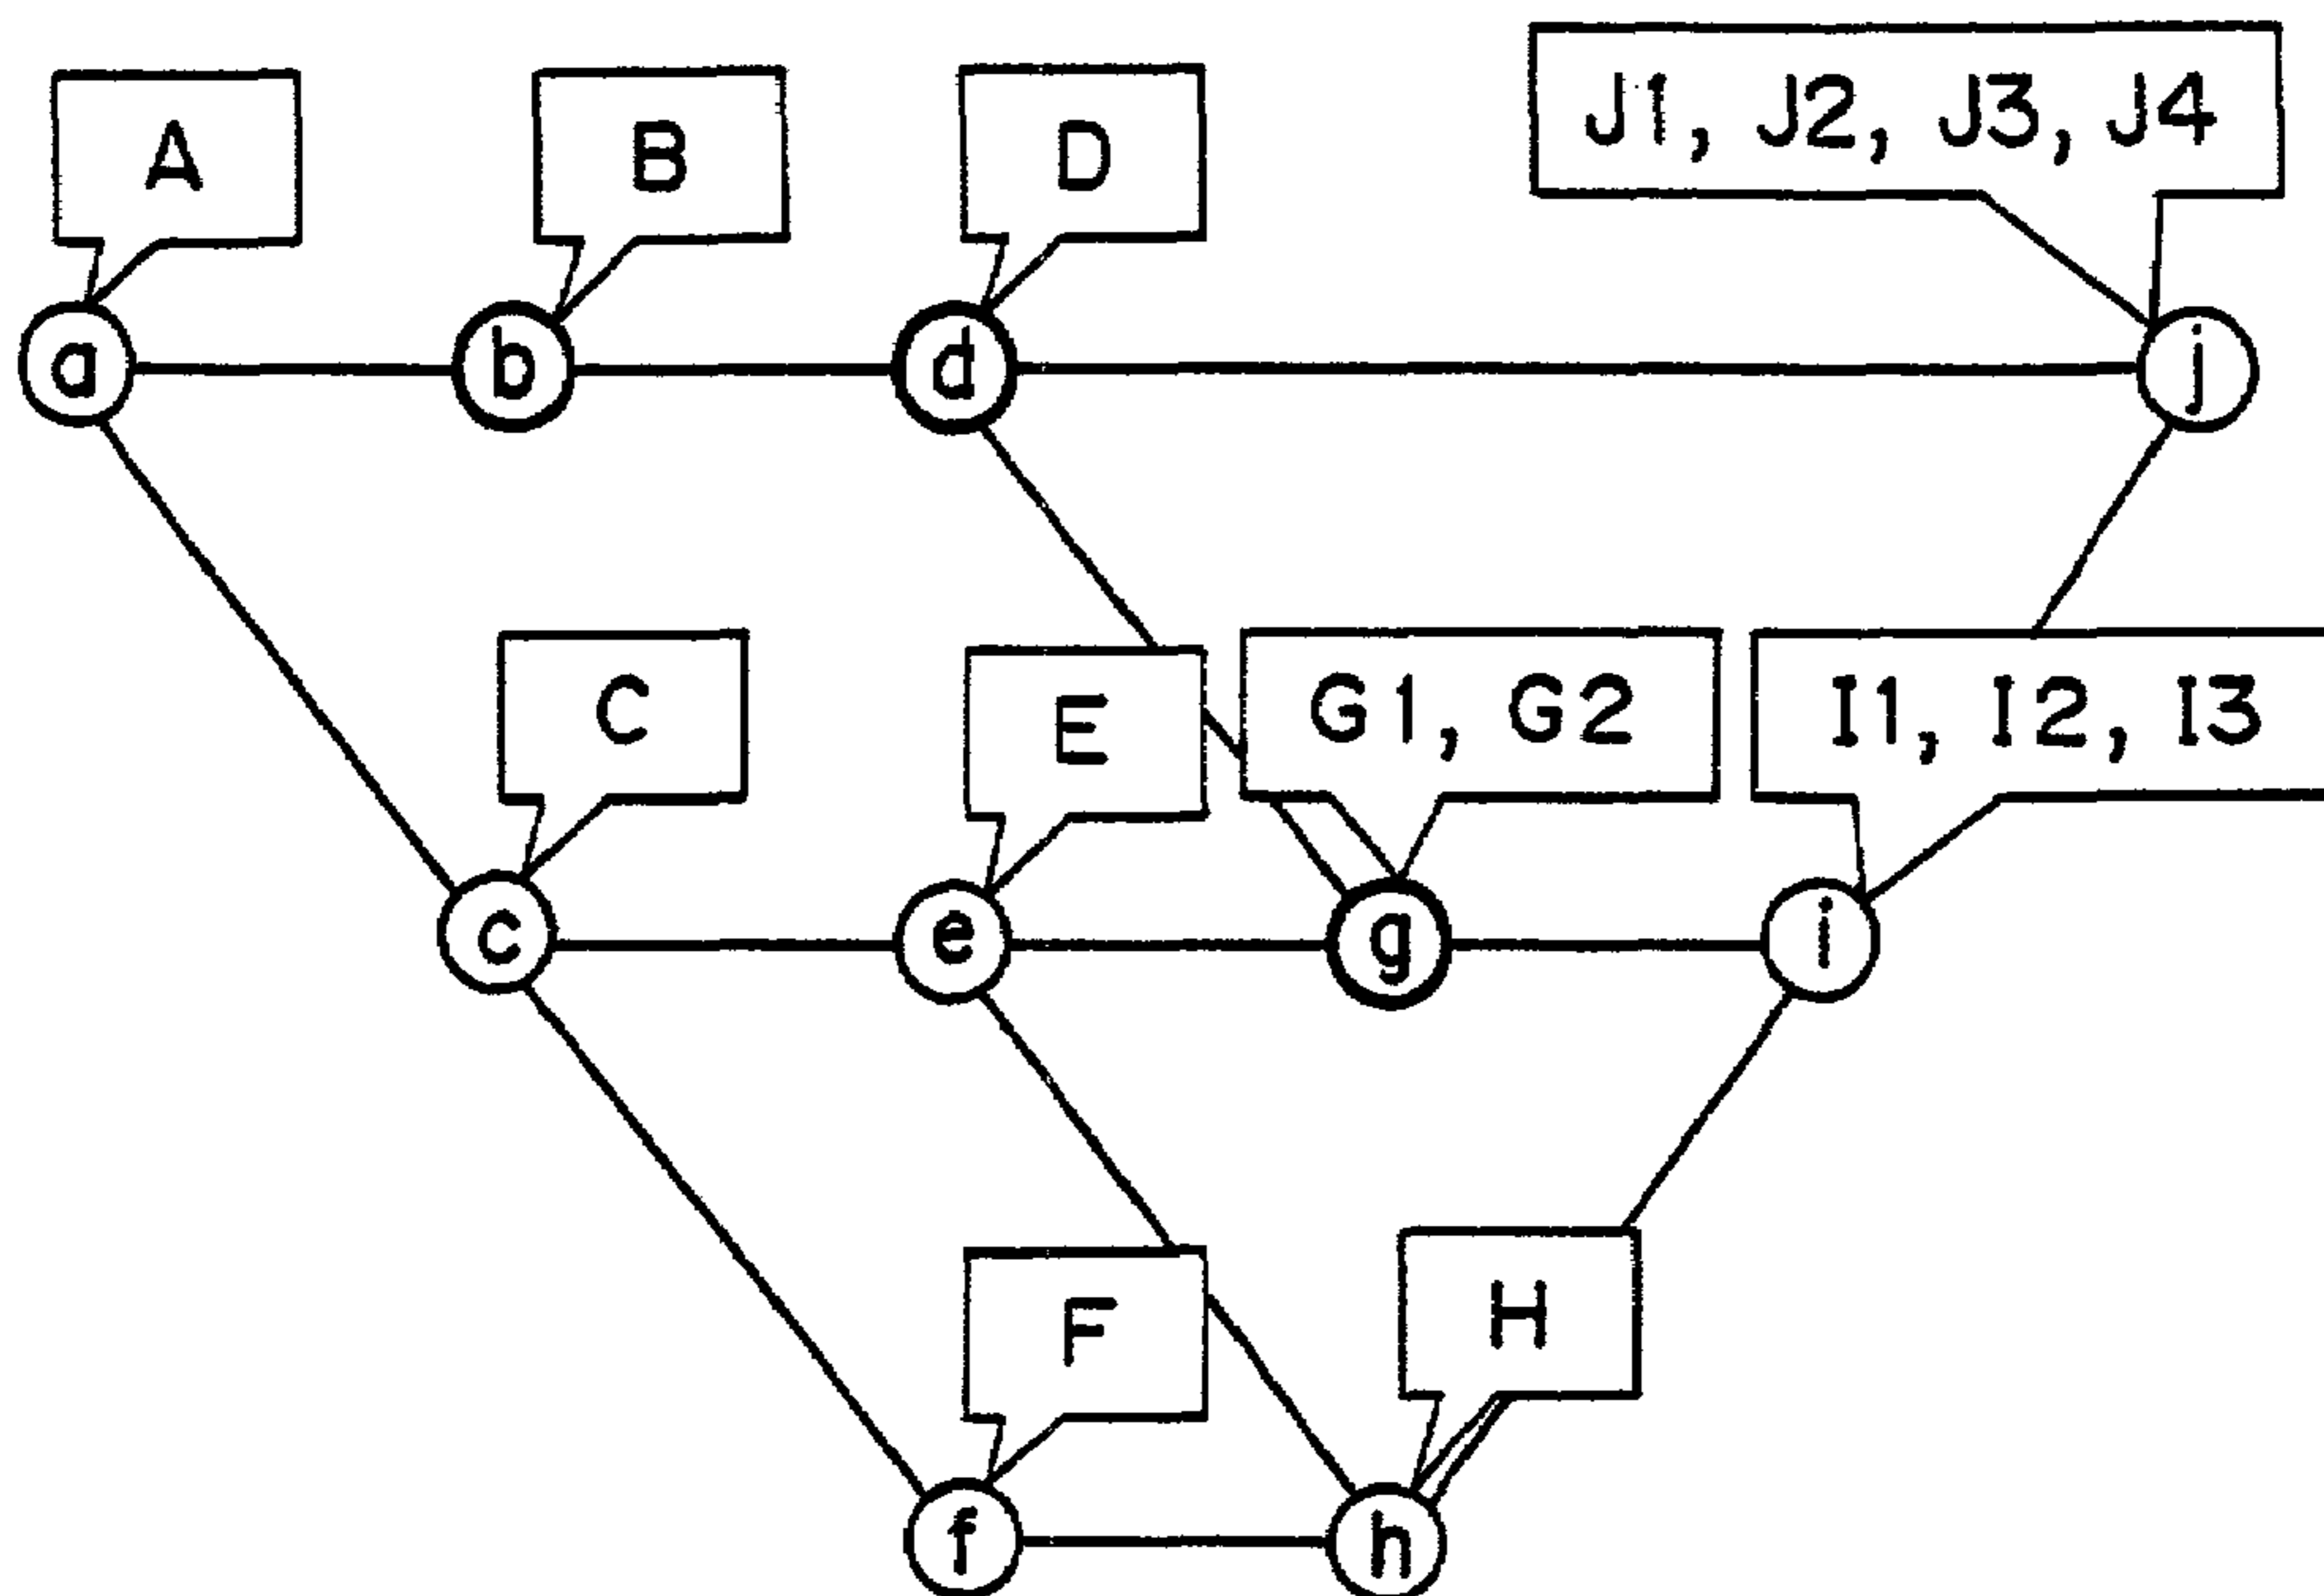 J1, J2, J3, J4
A B D
a b d j
C E G1, G2 I1, I2, I3
c e g i
F H
f h